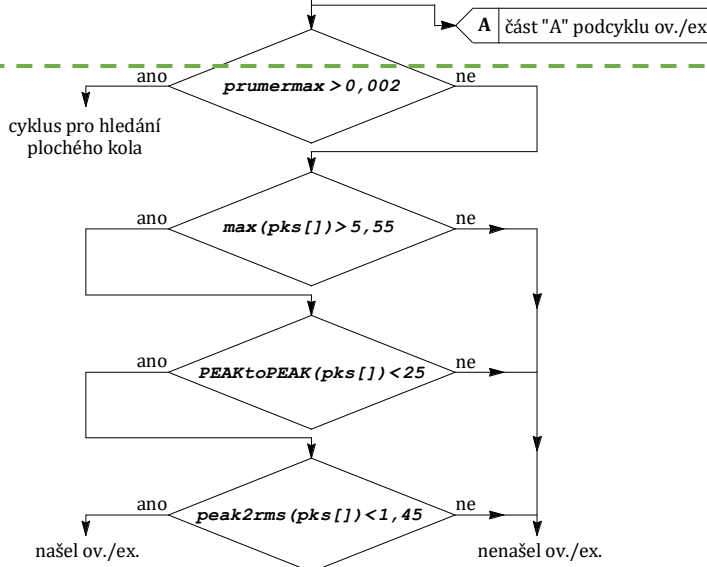 A část "A" podcyklu ov./ex
ano prumermax>0,002 ne
cyklus pro hledání
plochého kola
ano max(pks[])>5,55 ne
ano PEAKtoPEAK(pks[])<25 ne
ano peak2rms(pks[])<1,45 ne
našel ov./ex. nenašel ov./ex.